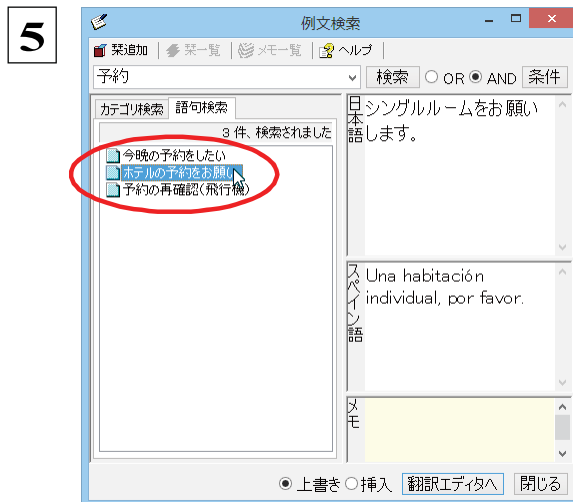 5
例文検索
栞追加 栞一覧 メモ一覧 ヘルプ
予約 検索 OR AND 条件
カテゴリ検索 語句検索
3 件、検索されました
今晩の予約をしたい
ホテルの予約をお願い
予約の再確認(飛行機)
日本語
シングルルームをお願い
します。
スペイン語
Una habitación
individual, por favor.
メモ
上書き 挿入 翻訳エディタへ 閉じる